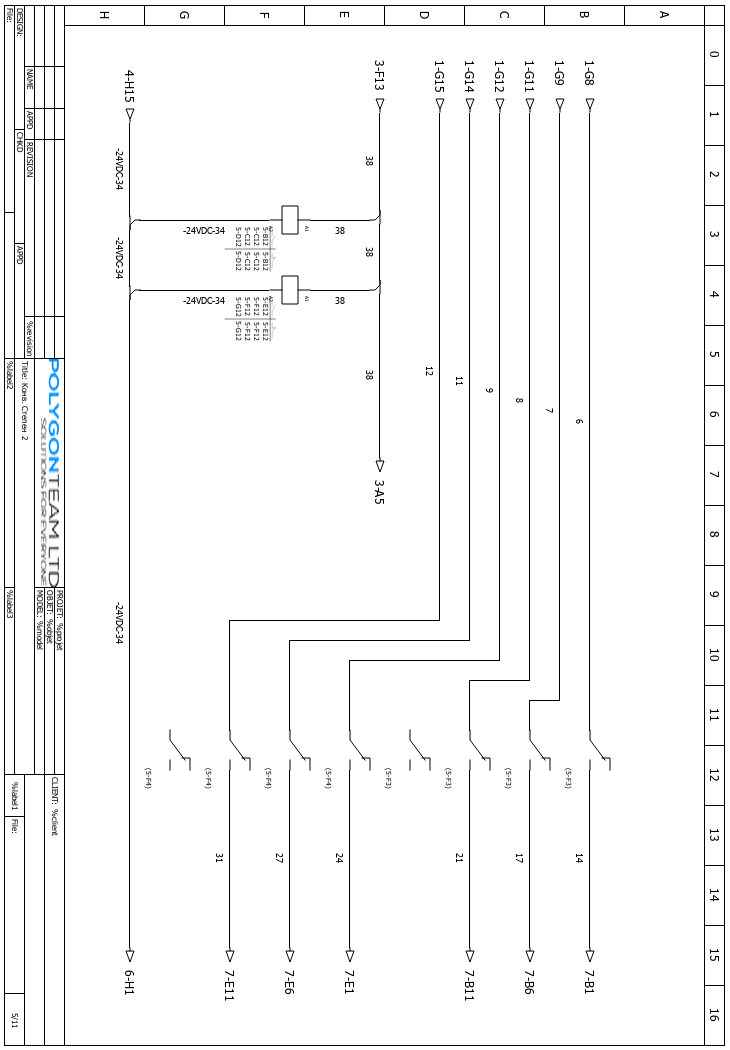 0 1 2 3 4 5 6 7 8 9 10 11 12 13 14 15 16
A
B
C
D
E
F
G
H
1-G8 6 (5-F3) 14 7-B1
1-G9 7 (5-F3) 17 7-B6
1-G11 8 (5-F3) 21 7-B11
1-G12 9
(5-F3)
1-G14 11
1-G15 12
3-F13 38 38 38 3-A5
(5-F4) 24 7-E1
(5-F4) 27 7-E6
(5-F4) 31 7-E11
(5-F4)
38 38
A1 A1
A2 A2
5-B12 5-B12 5-E12 5-E12
5-C12 5-C12 5-F12 5-F12
5-C12 5-C12 5-F12 5-F12
5-D12 5-D12 5-G12 5-G12
-24VDC-34 -24VDC-34
4-H15 -24VDC-34 -24VDC-34 -24VDC-34 6-H1
POLYGONTEAM LTD
SOLUTIONS FOR EVERYONE
PROJET: %projet
OBJET: %objet
MODEL: %model
CLIENT: %client
NAME APPD REVISION %revision
Title: Конв. Степен 2
DESIGN: CHKD APPD
File: %label2 %label3 %label1 File: 5/11